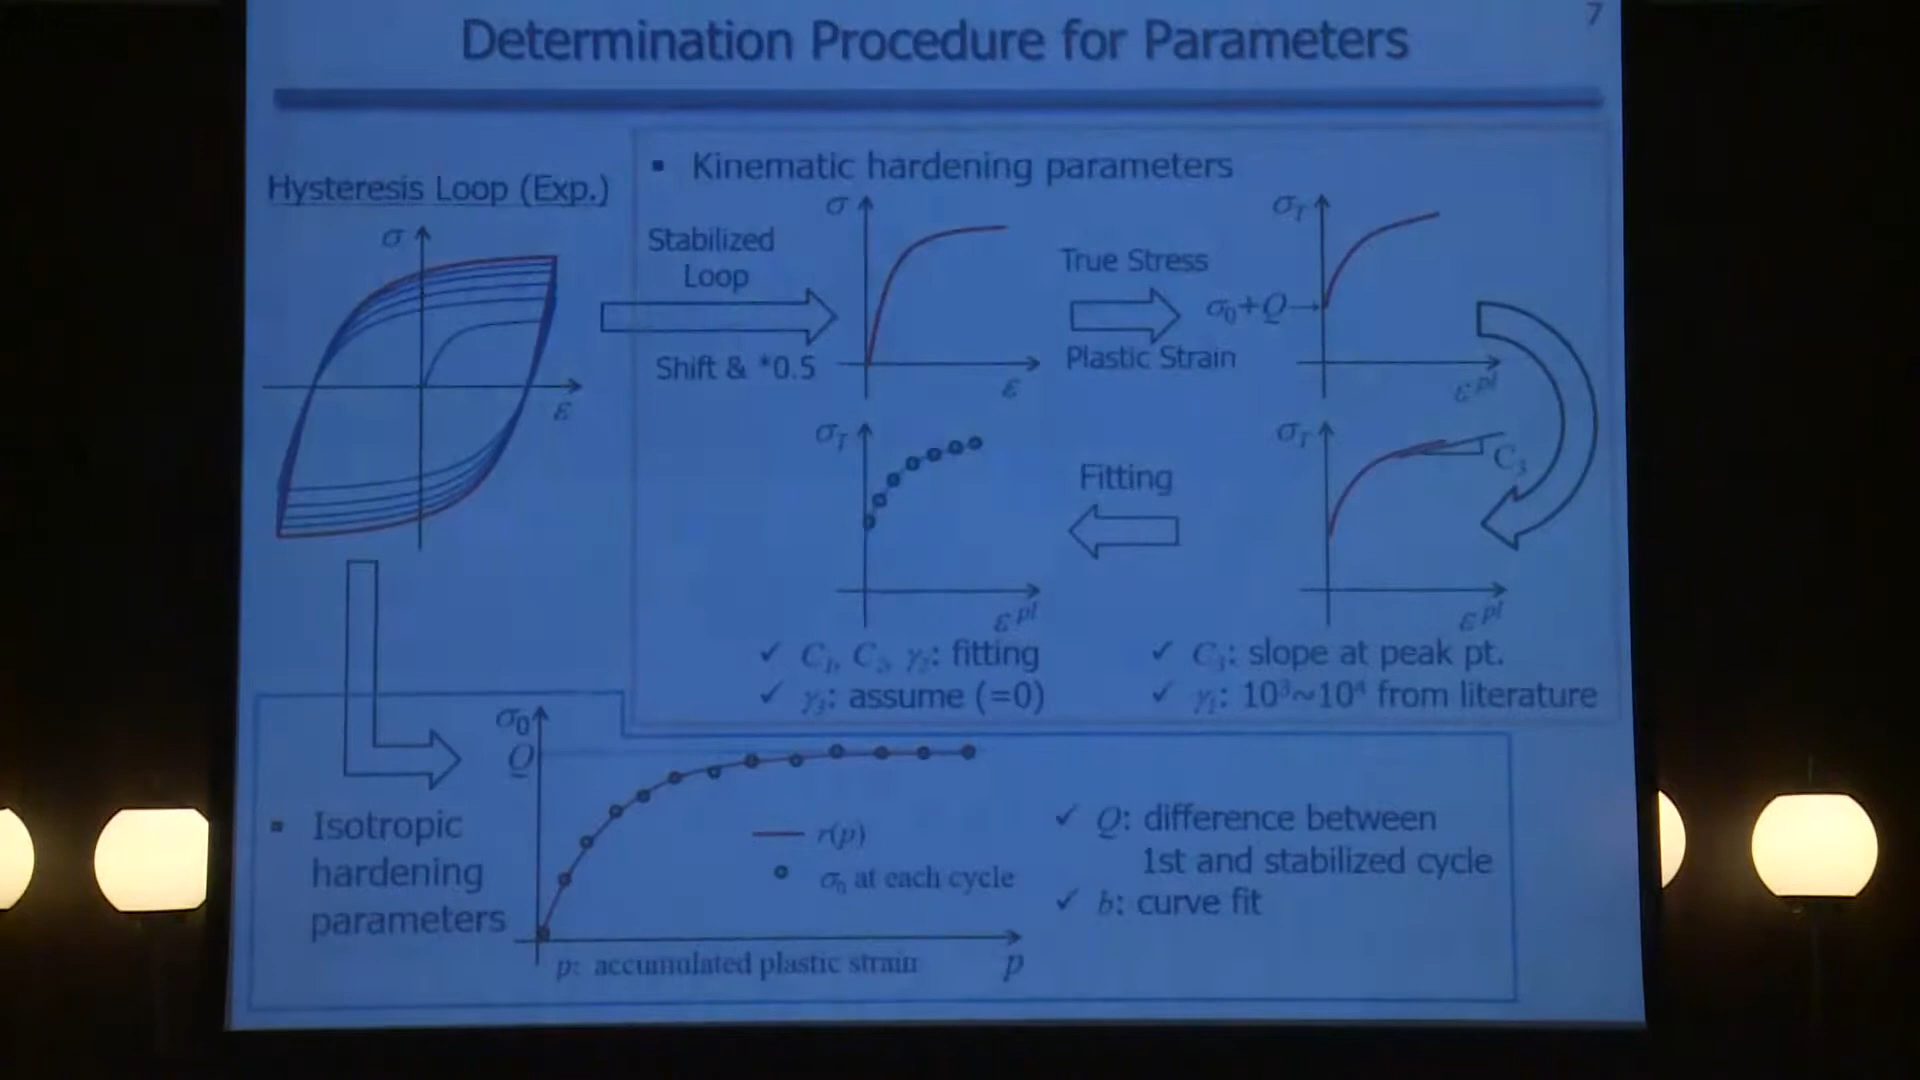 7
Determination Procedure for Parameters
Hysteresis Loop (Exp.)
σ
ε
▪ Kinematic hardening parameters
Stabilized
Loop
Shift & *0.5
σ
ε
True Stress
Plastic Strain
σT
σ0+Q
ε pl
σT
C3
ε pl
Fitting
σT
ε pl
✓ C1, C2, γ2: fitting
✓ γ3: assume (=0)
✓ C3: slope at peak pt.
✓ γ1: 10³~10⁴ from literature
▪ Isotropic
hardening
parameters
σ0
Q
r(p)
σ0 at each cycle
p: accumulated plastic strain
p
✓ Q: difference between
1st and stabilized cycle
✓ b: curve fit